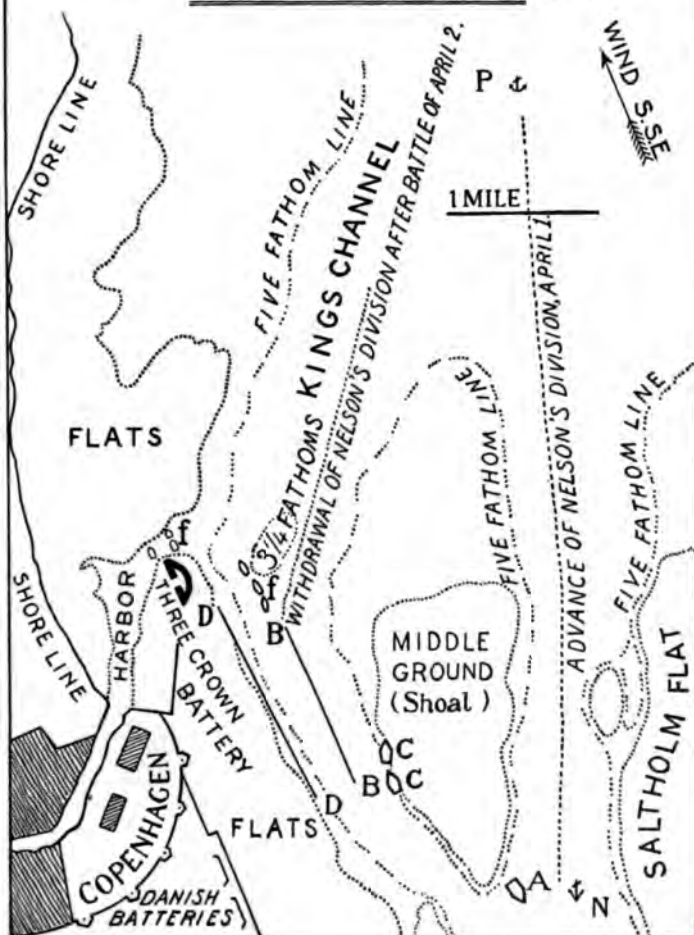 SHORE LINE
FIVE FATHOM LINE
KINGS CHANNEL
WITHDRAWAL OF NELSON'S DIVISION AFTER BATTLE OF APRIL 2.
P
WIND S.SE
1 MILE
ADVANCE OF NELSON'S DIVISION, APRIL 1.
FIVE FATHOM LINE
FIVE FATHOM LINE
FLATS
3¼ FATHOMS
f
f
SHORE LINE
HARBOR
THREE CROWN
BATTERY
D
B
MIDDLE
GROUND
(Shoal)
SALTHOLM FLAT
C
C
B
D
FLATS
COPENHAGEN
DANISH
BATTERIES
A
N